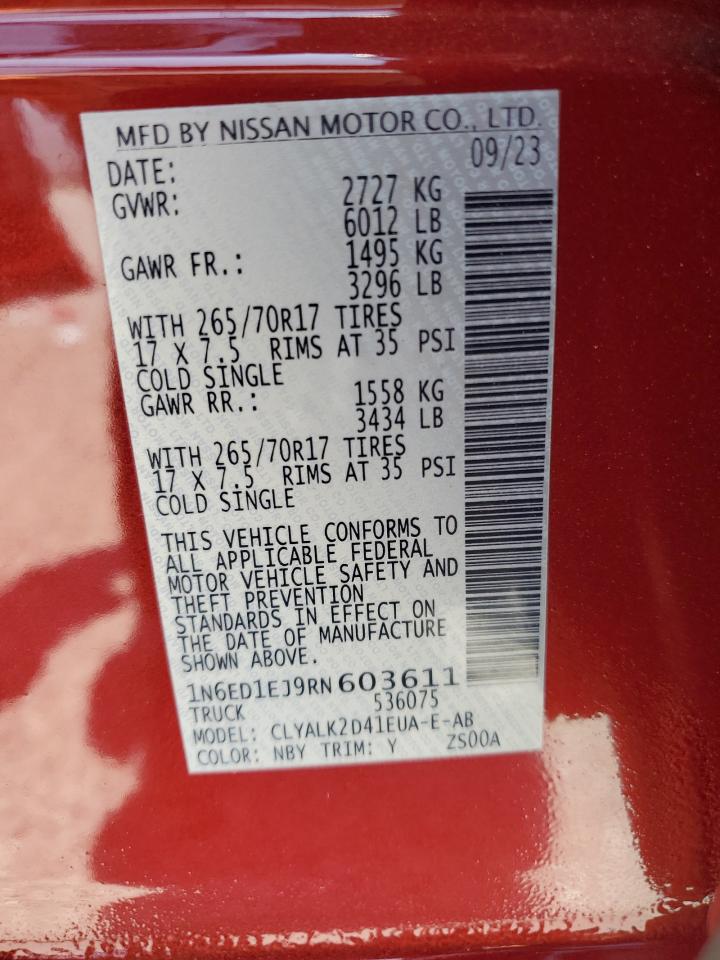 MFD BY NISSAN MOTOR CO., LTD.
DATE: 09/23
GVWR: 2727 KG
6012 LB
GAWR FR.: 1495 KG
3296 LB
WITH 265/70R17 TIRES
17 X 7.5 RIMS AT 35 PSI
COLD SINGLE
GAWR RR.: 1558 KG
3434 LB
WITH 265/70R17 TIRES
17 X 7.5 RIMS AT 35 PSI
COLD SINGLE
THIS VEHICLE CONFORMS TO
ALL APPLICABLE FEDERAL
MOTOR VEHICLE SAFETY AND
THEFT PREVENTION
STANDARDS IN EFFECT ON
THE DATE OF MANUFACTURE
SHOWN ABOVE.
1N6ED1EJ9RN603611
TRUCK 536075
MODEL: CLYALK2D41EUA-E-AB
COLOR: NBY TRIM: Y ZS00A